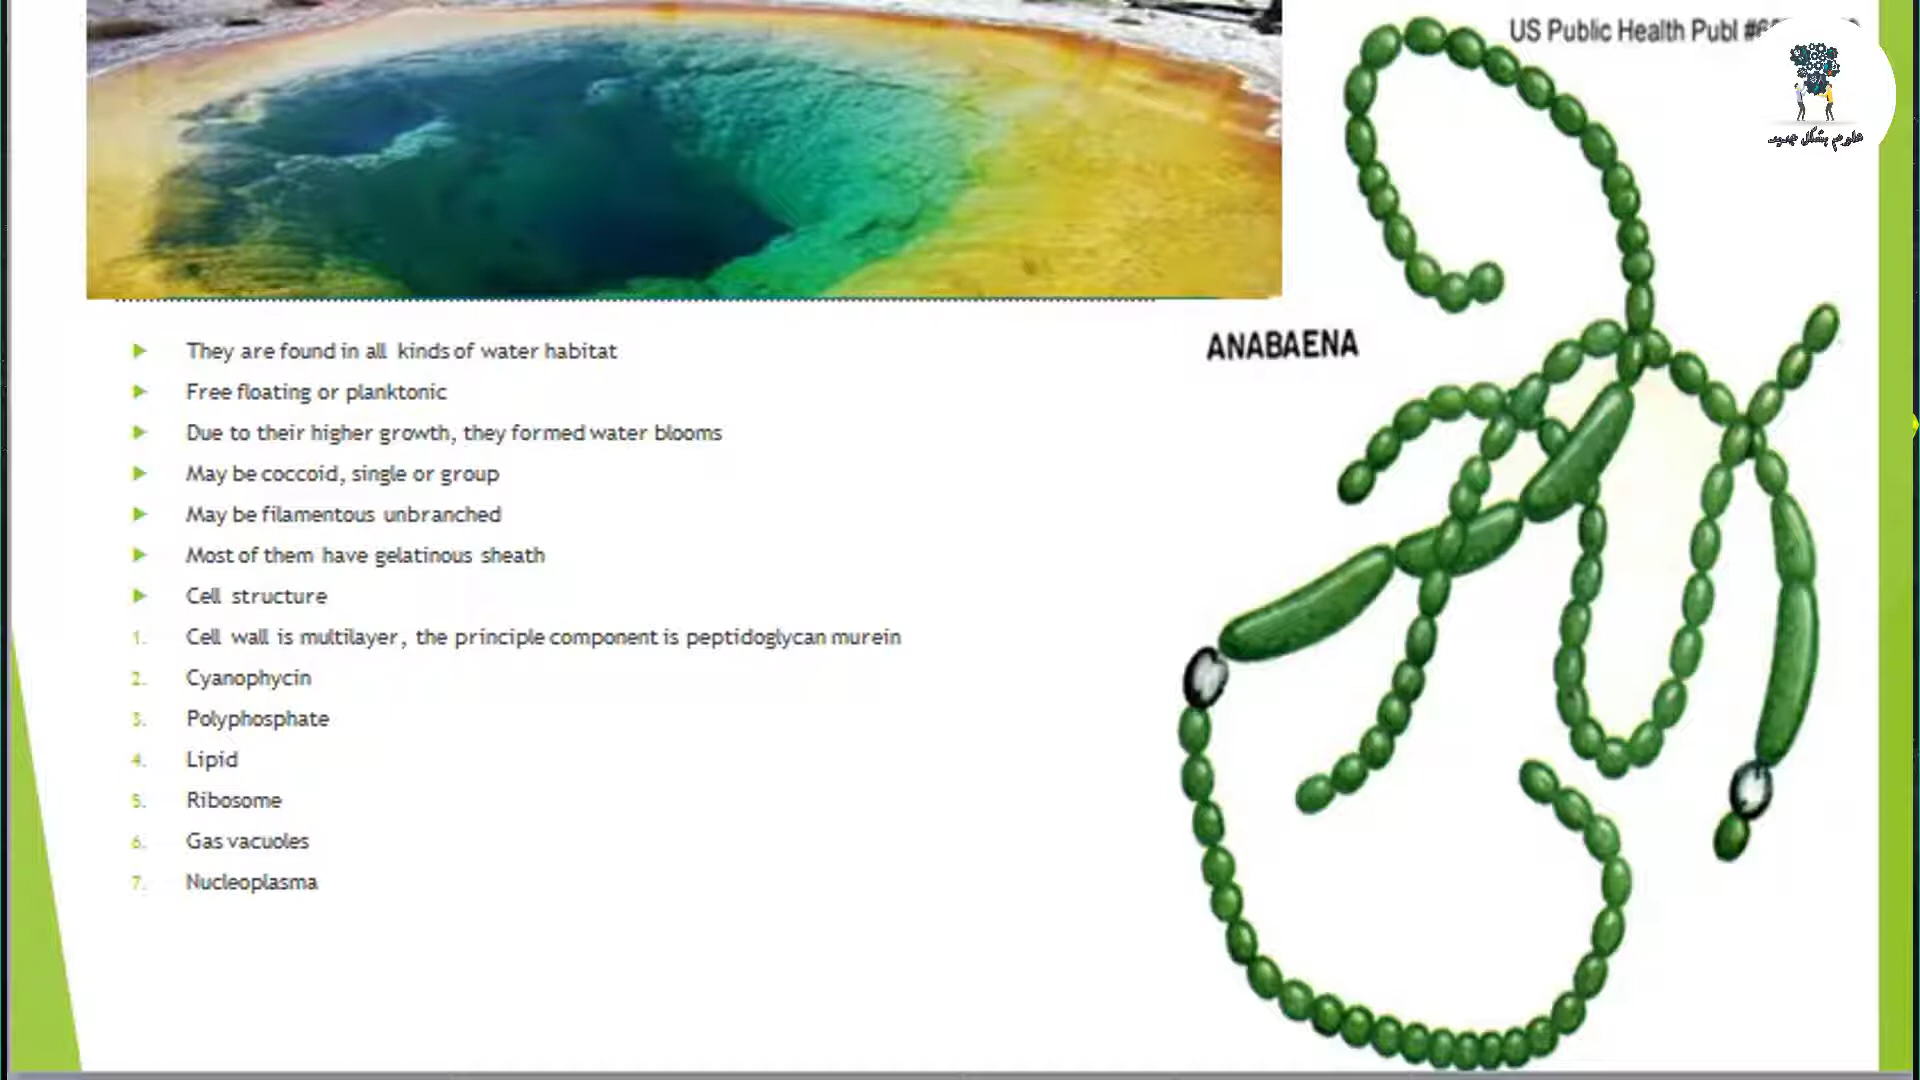 US Public Health Publ
علوم بشكل جديد
ANABAENA
They are found in all kinds of water habitat
Free floating or planktonic
Due to their higher growth, they formed water blooms
May be coccoid, single or group
May be filamentous unbranched
Most of them have gelatinous sheath
Cell structure
1. Cell wall is multilayer, the principle component is peptidoglycan murein
2. Cyanophycin
3. Polyphosphate
4. Lipid
5. Ribosome
6. Gas vacuoles
7. Nucleoplasma